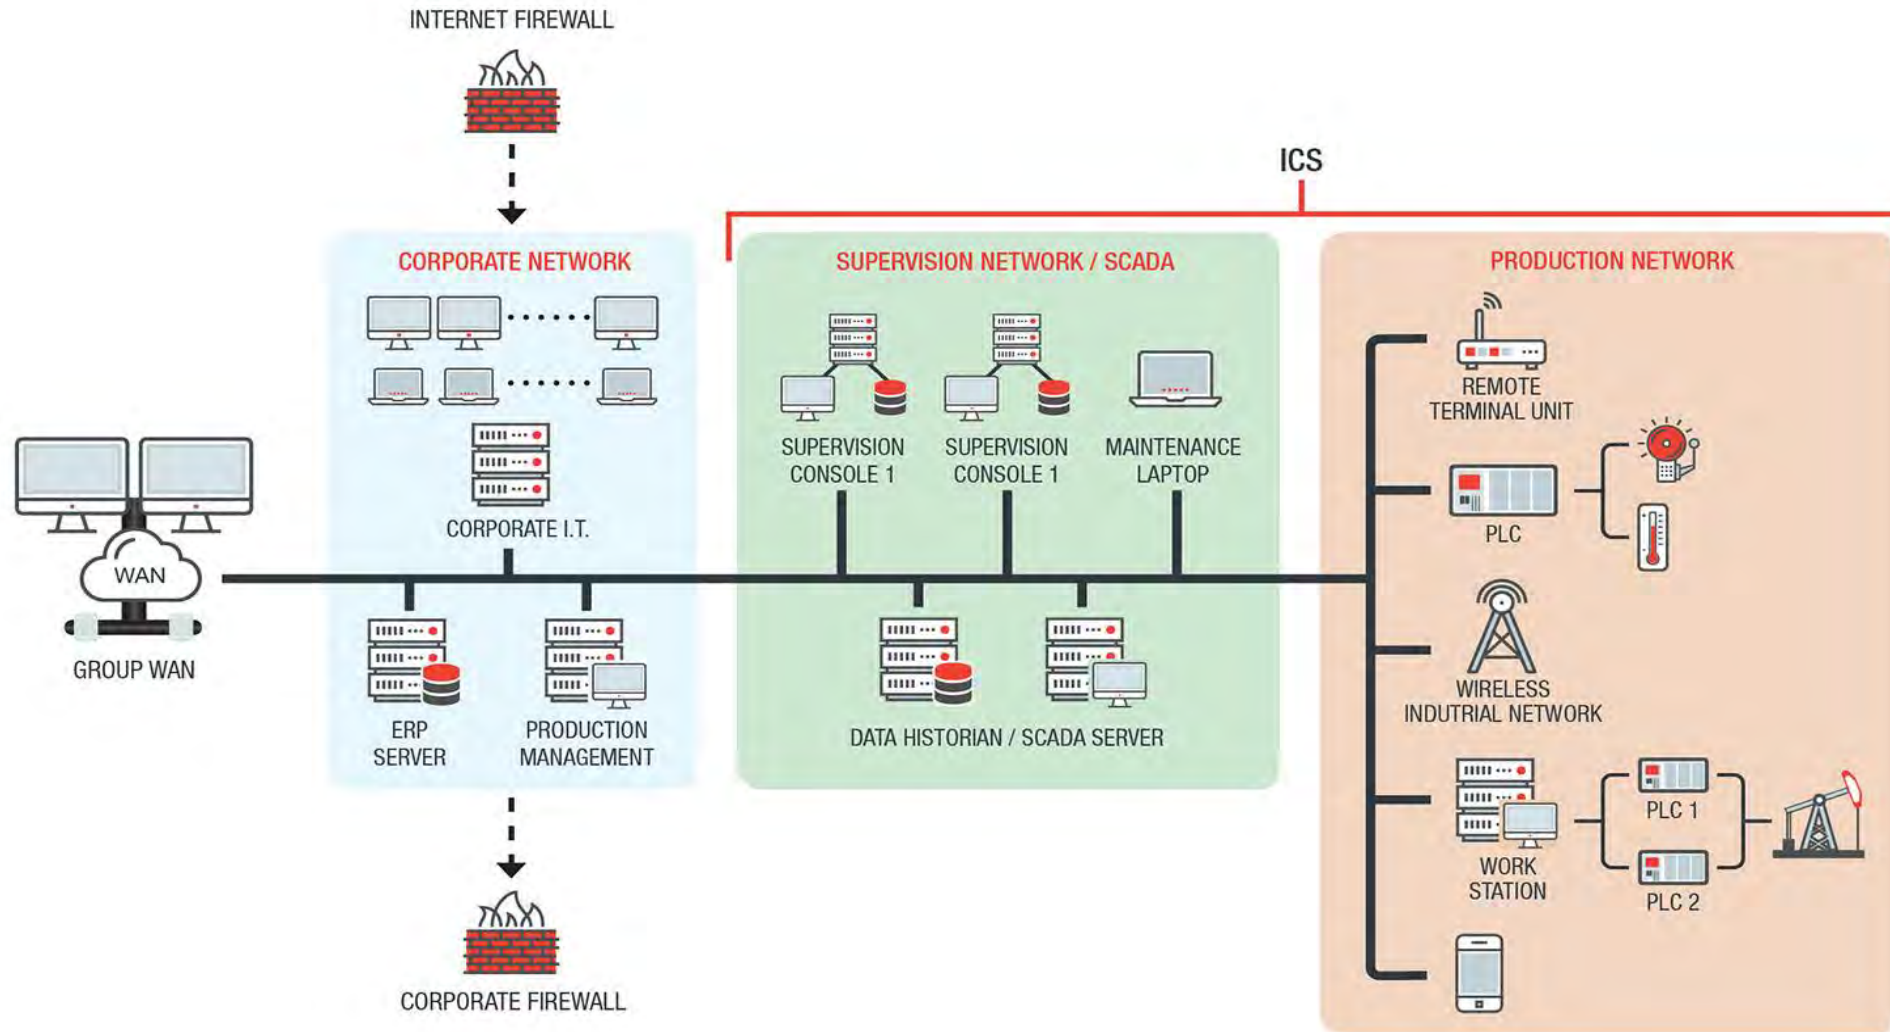 INTERNET FIREWALL
ICS
CORPORATE NETWORK
SUPERVISION NETWORK / SCADA
PRODUCTION NETWORK
REMOTE
TERMINAL UNIT
SUPERVISION
CONSOLE 1
SUPERVISION
CONSOLE 1
MAINTENANCE
LAPTOP
CORPORATE I.T.
PLC
WAN
GROUP WAN
ERP
SERVER
PRODUCTION
MANAGEMENT
DATA HISTORIAN / SCADA SERVER
WIRELESS
INDUTRIAL NETWORK
WORK
STATION
PLC 1
PLC 2
CORPORATE FIREWALL